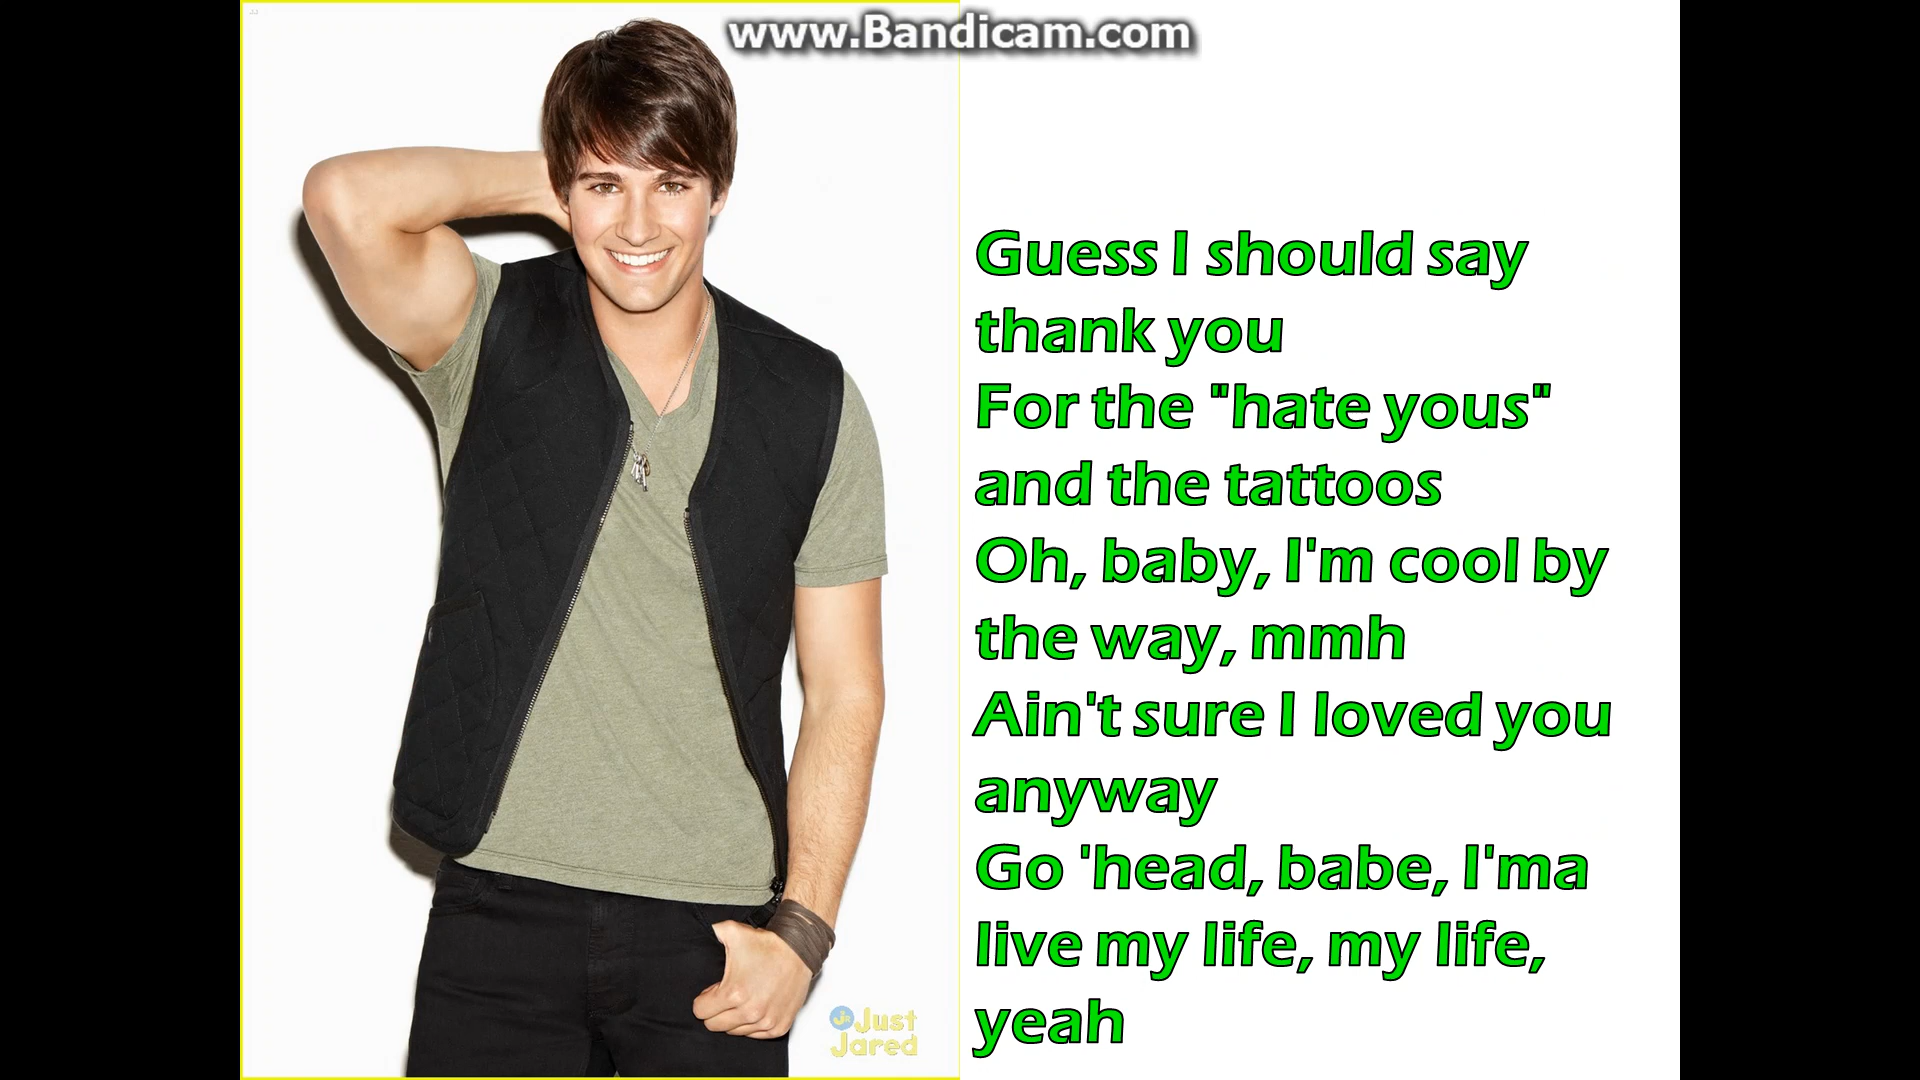 www.Bandicam.com
Guess I should say
thank you
For the "hate yous"
and the tattoos
Oh, baby, I'm cool by
the way, mmh
Ain't sure I loved you
anyway
Go 'head, babe, I'ma
live my life, my life,
yeah
JR Just
Jared